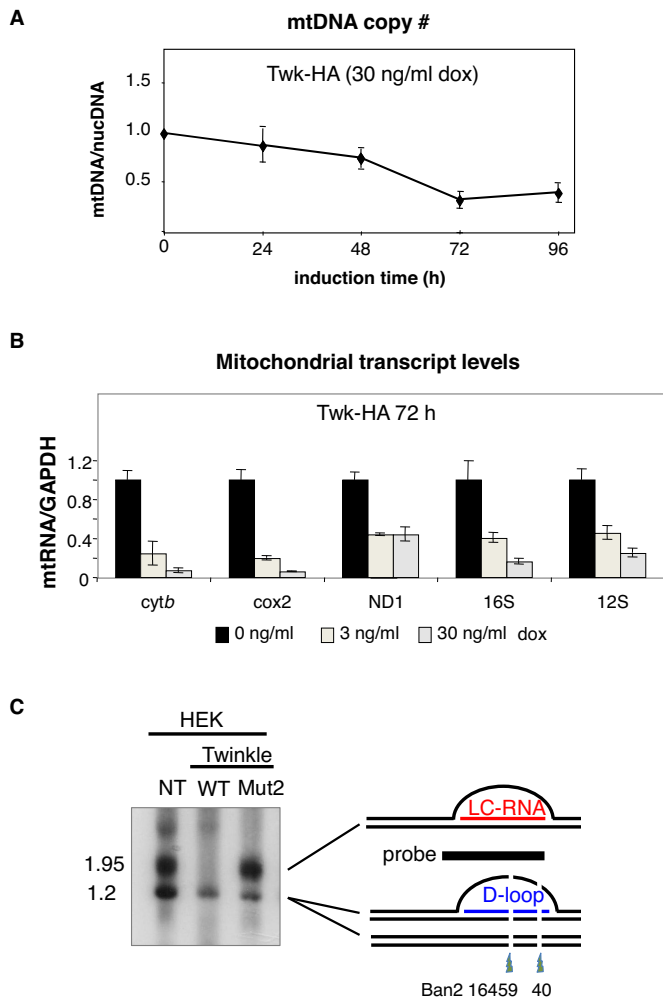 A
mtDNA copy #
Twk-HA (30 ng/ml dox)
mtDNA/nucDNA
1.5
1.0
0.5
0 24 48 72 96
induction time (h)
B
Mitochondrial transcript levels
Twk-HA 72 h
mtRNA/GAPDH
1.2
0.8
0.4
0
cytb cox2 ND1 16S 12S
0 ng/ml 3 ng/ml 30 ng/ml dox
C
HEK
Twinkle
NT WT Mut2
1.95
1.2
LC-RNA
probe
D-loop
Ban2 16459 40